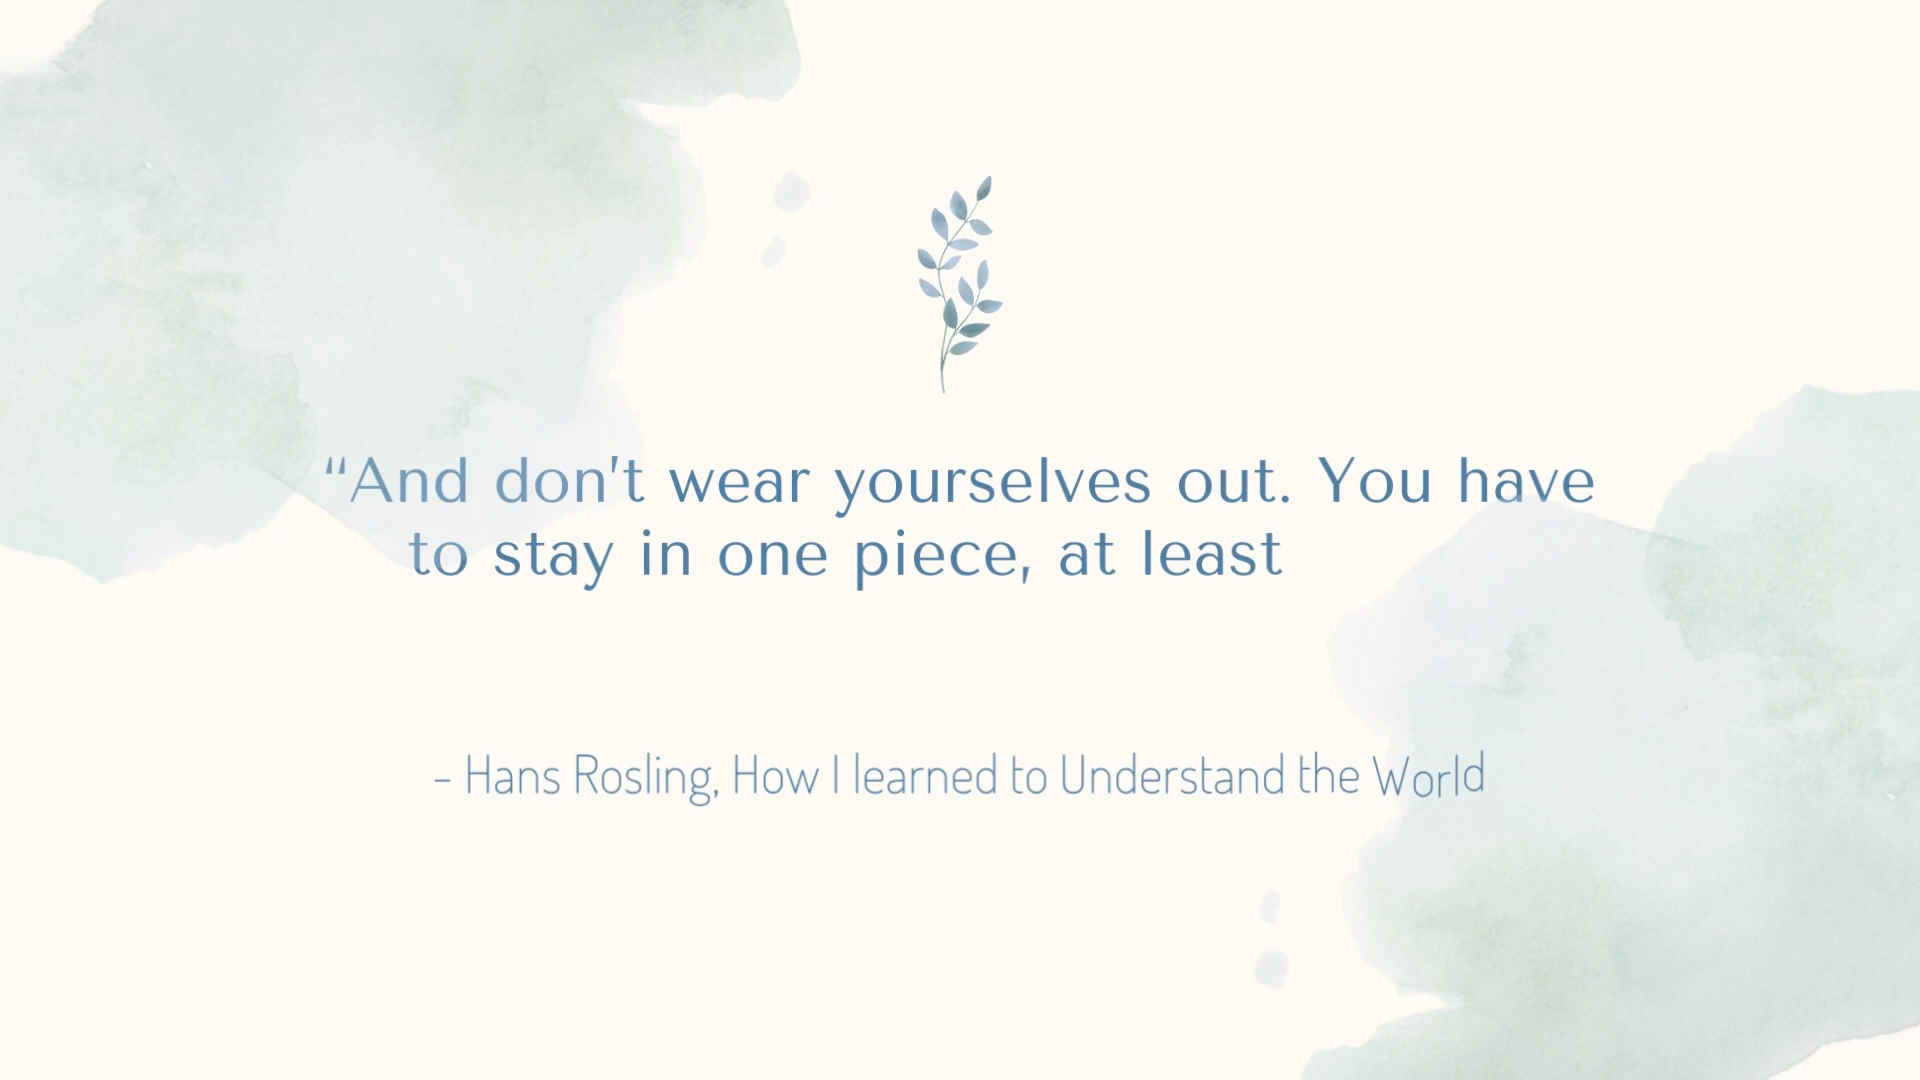 “And don't wear yourselves out. You have
to stay in one piece, at least
– Hans Rosling, How I learned to Understand the World